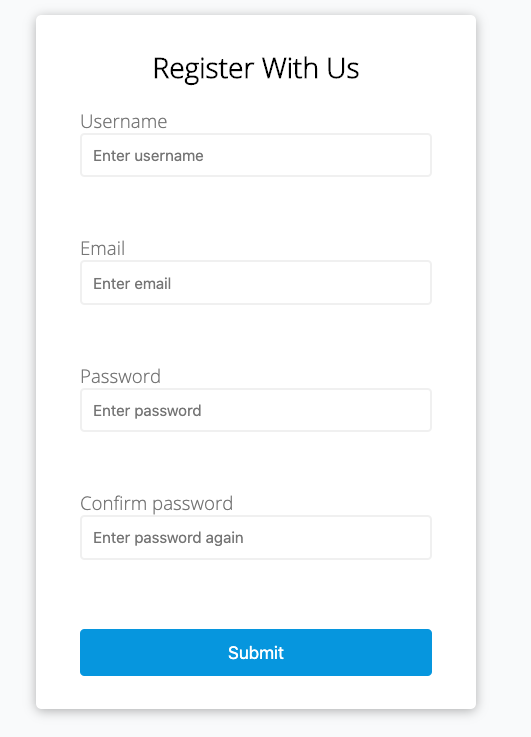 Register With Us
Username
Enter username
Email
Enter email
Password
Enter password
Confirm password
Enter password again
Submit